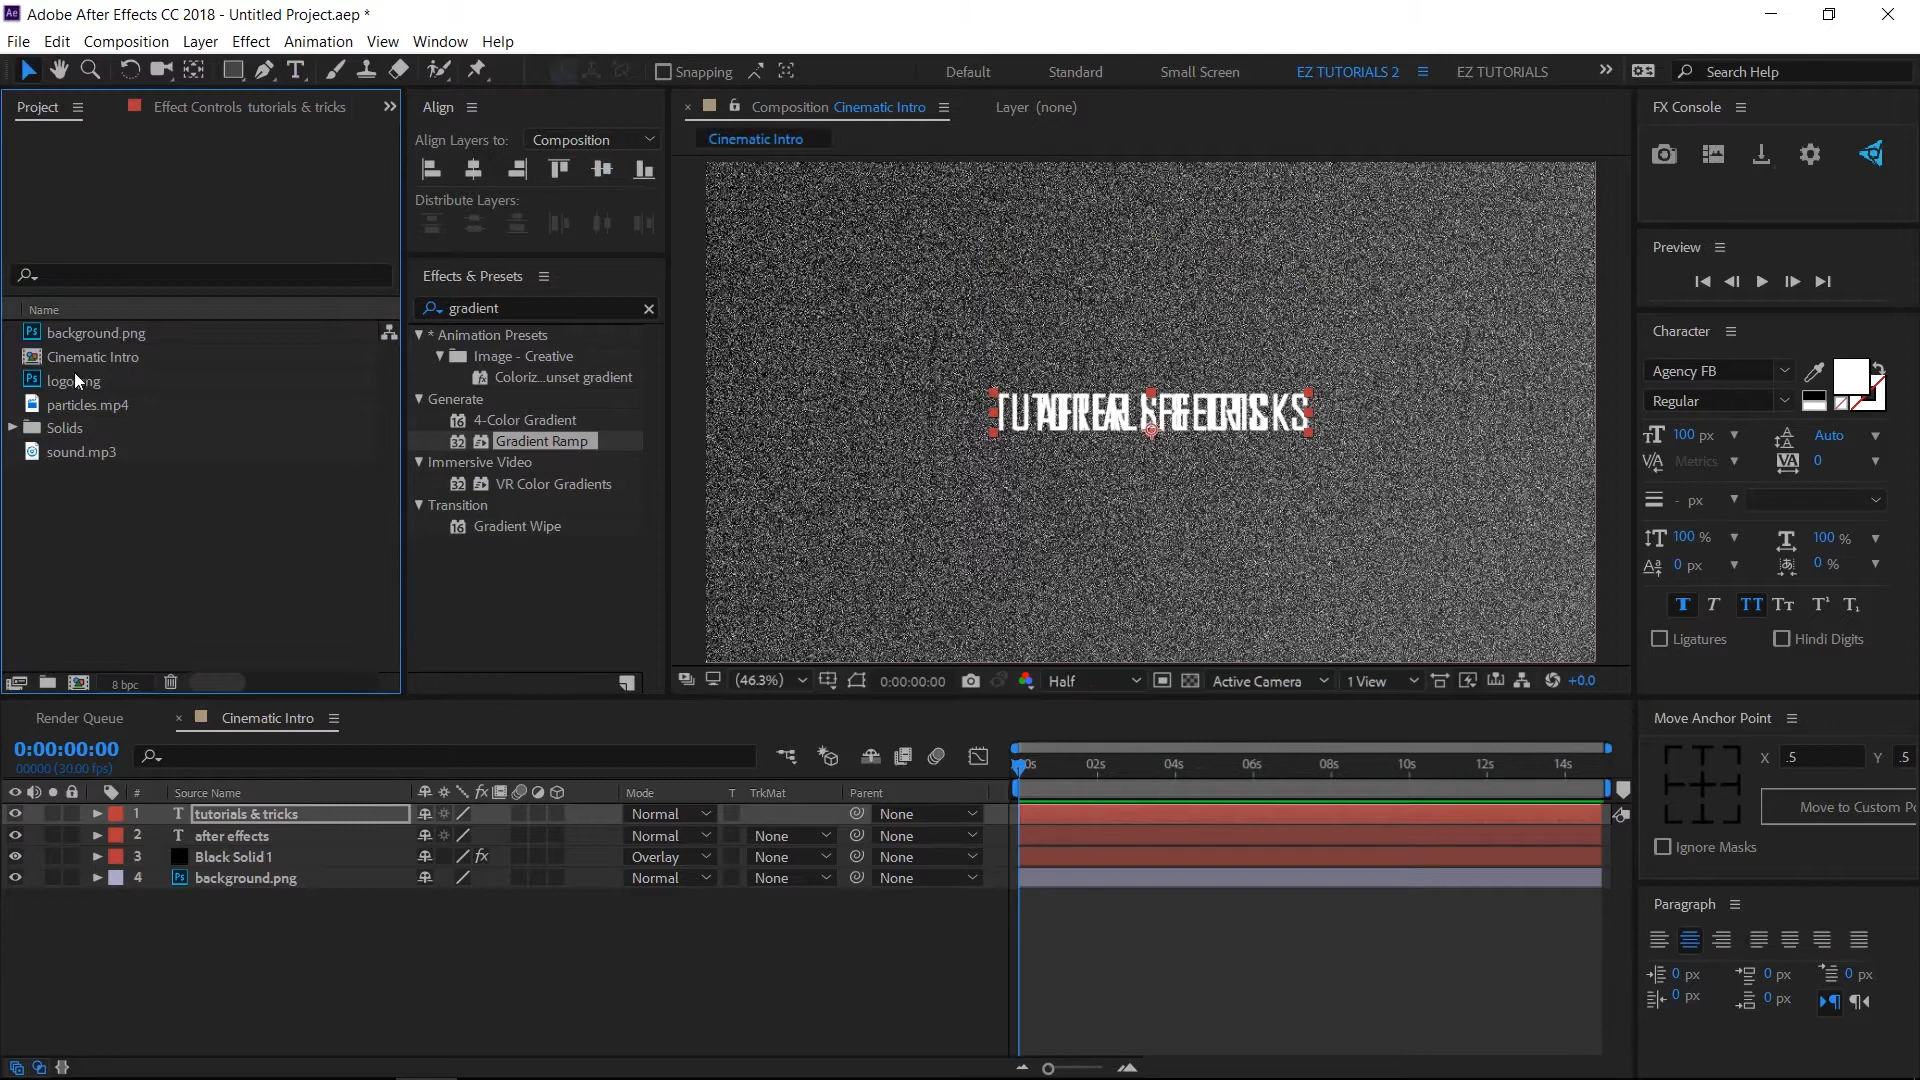 Adobe After Effects CC 2018 - Untitled Project.aep *
File Edit Composition Layer Effect Animation View Window Help
Snapping
Default Standard Small Screen EZ TUTORIALS 2 EZ TUTORIALS
Search Help
Project
Effect Controls tutorials & tricks
Name
background.png
Cinematic Intro
particles.mp4
Solids
sound.mp3
8 bpc
Align
Align Layers to: Composition
Distribute Layers:
Effects & Presets
gradient
* Animation Presets
Image - Creative
Coloriz...unset gradient
Generate
4-Color Gradient
Gradient Ramp
Immersive Video
VR Color Gradients
Transition
Gradient Wipe
Composition Cinematic Intro
Layer (none)
Cinematic Intro
(46.3%) 0:00:00:00 Half Active Camera 1 View +0.0
FX Console
Preview
Character
Agency FB
Regular
100 px Auto
Metrics 0
- px
100 % 100 %
0 px 0 %
Ligatures Hindi Digits
Render Queue
Cinematic Intro
0:00:00:00
00000 (30.00 fps)
02s 04s 06s 08s 10s 12s 14s
# Source Name Mode T TrkMat Parent
1 T tutorials & tricks Normal None
2 T after effects Normal None None
3 Black Solid 1 Overlay None None
4 background.png Normal None None
Move Anchor Point
X .5 Y .5
Ignore Masks
Paragraph
0 px 0 px 0 px
0 px 0 px